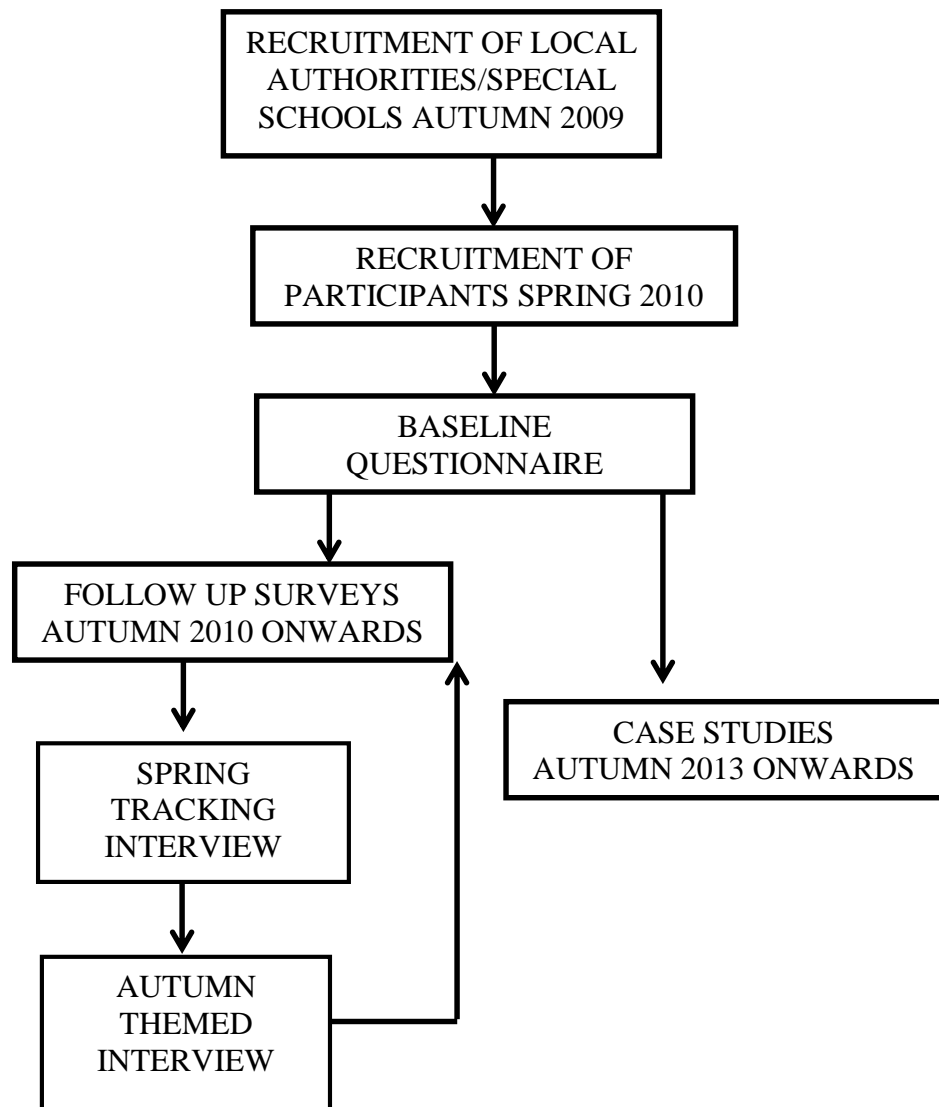 RECRUITMENT OF LOCAL
AUTHORITIES/SPECIAL
SCHOOLS AUTUMN 2009
RECRUITMENT OF
PARTICIPANTS SPRING 2010
BASELINE
QUESTIONNAIRE
FOLLOW UP SURVEYS
AUTUMN 2010 ONWARDS
SPRING
TRACKING
INTERVIEW
AUTUMN
THEMED
INTERVIEW
CASE STUDIES
AUTUMN 2013 ONWARDS